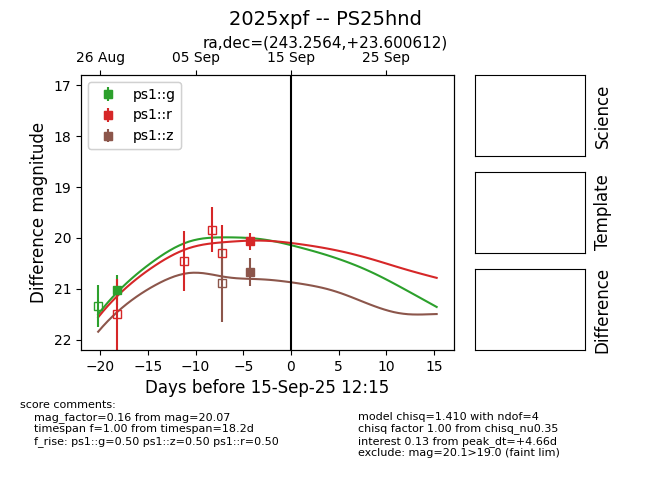 2025xpf -- PS25hnd
ra,dec=(243.2564,+23.600612)
26 Aug 05 Sep 15 Sep 25 Sep
17
18
19
20
21
22
Difference magnitude
ps1::g
ps1::r
ps1::z
−20 −15 −10 −5 0 5 10 15
Days before 15-Sep-25 12:15
Science
Template
Difference
score comments:
mag_factor=0.16 from mag=20.07
timespan f=1.00 from timespan=18.2d
f_rise: ps1::g=0.50 ps1::z=0.50 ps1::r=0.50
model chisq=1.410 with ndof=4
chisq factor 1.00 from chisq_nu0.35
interest 0.13 from peak_dt=+4.66d
exclude: mag=20.1>19.0 (faint lim)